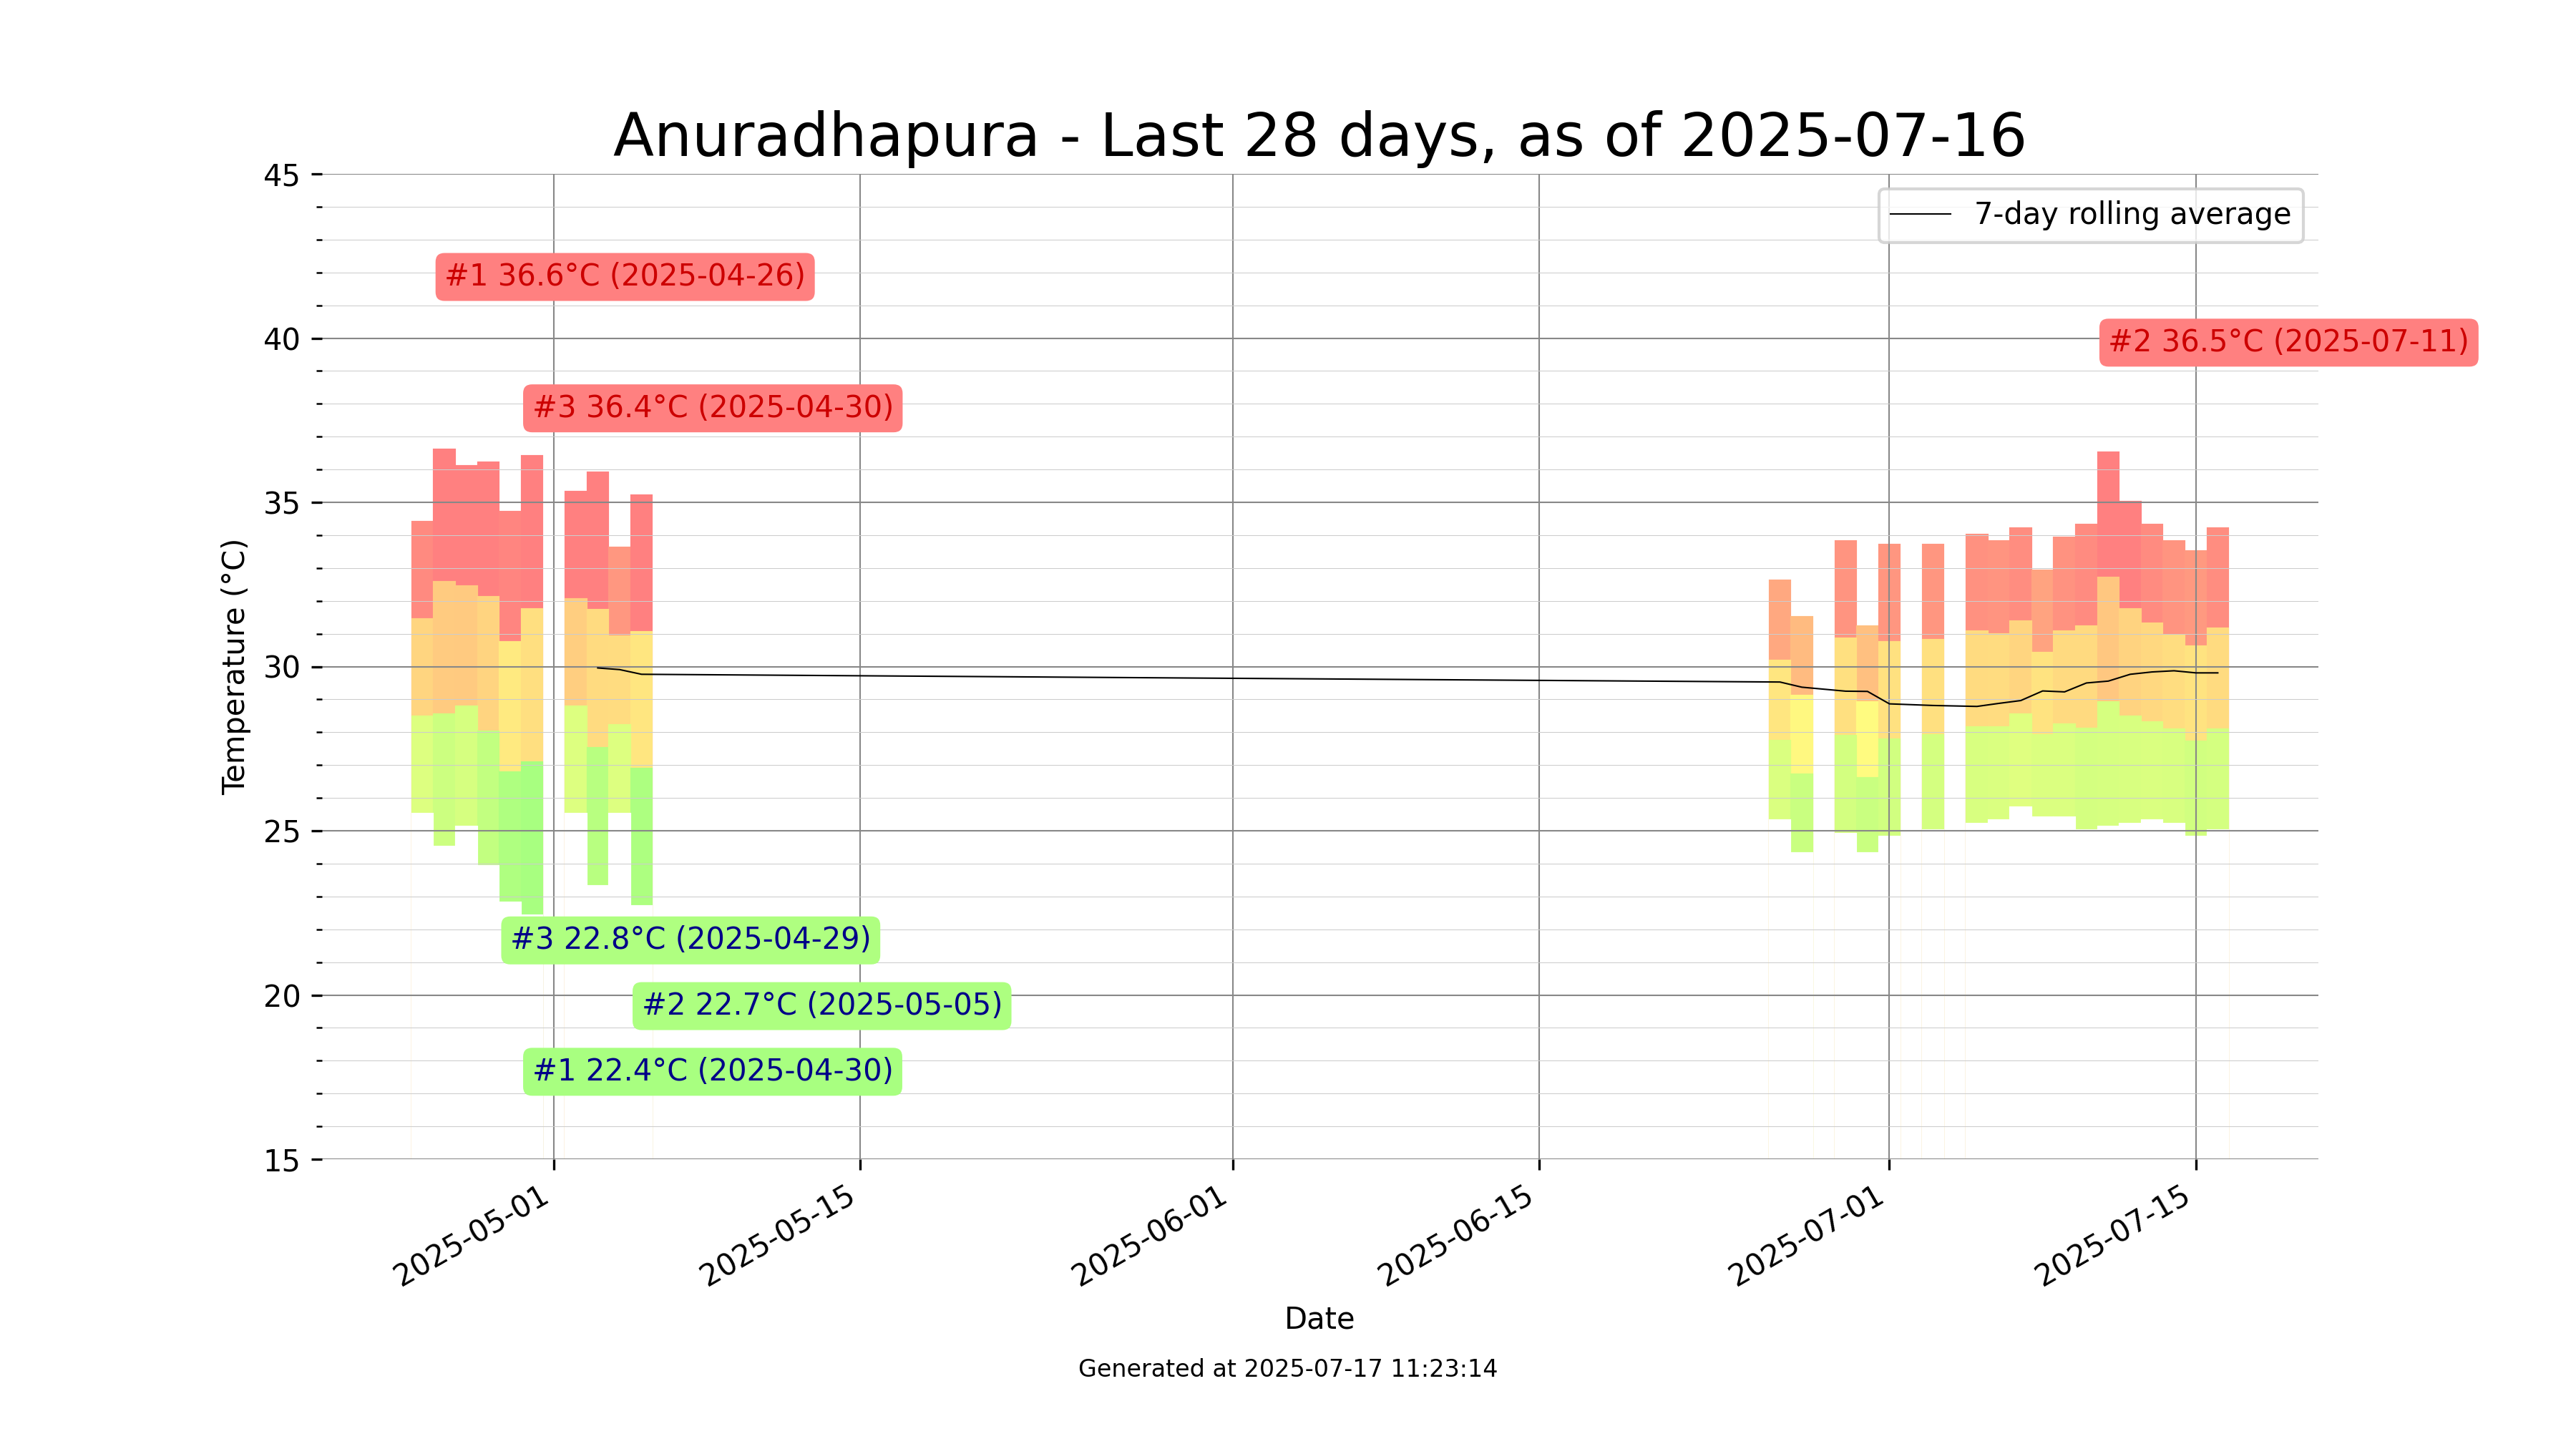 Anuradhapura - Last 28 days, as of 2025-07-16
7-day rolling average
#1 36.6°C (2025-04-26)
#2 36.5°C (2025-07-11)
#3 36.4°C (2025-04-30)
#3 22.8°C (2025-04-29)
#2 22.7°C (2025-05-05)
#1 22.4°C (2025-04-30)
Temperature (°C)
45
40
35
30
25
20
15
2025-05-01
2025-05-15
2025-06-01
2025-06-15
2025-07-01
2025-07-15
Date
Generated at 2025-07-17 11:23:14